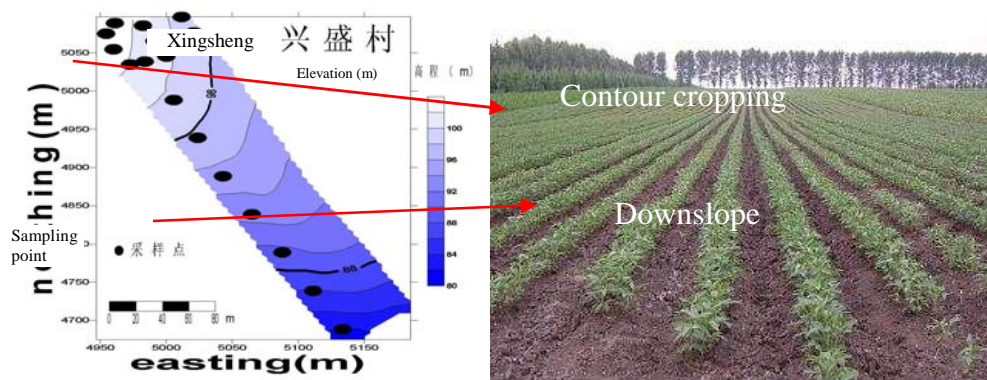 Xingsheng
兴盛村
Elevation (m)
高程 (m)
5050
5000
4950
4900
4850
4750
4700
northing(m)
100
96
92
88
84
80
88
Sampling
point
采样点
0 20 40 60 80 m
4950 5000 5050 5100 5150
easting(m)
Contour cropping
Downslope